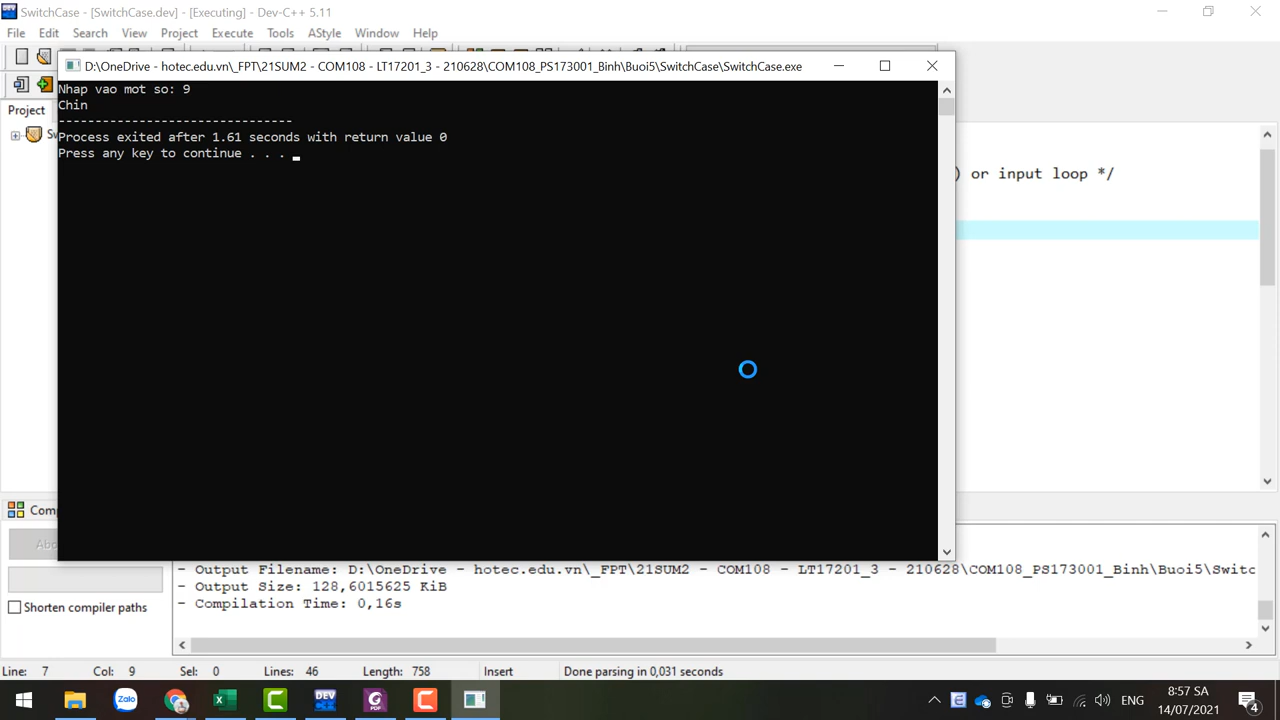 SwitchCase - [SwitchCase.dev] - [Executing] - Dev-C++ 5.11
File Edit Search View Project Execute Tools AStyle Window Help
D:\OneDrive - hotec.edu.vn\_FPT\21SUM2 - COM108 - LT17201_3 - 210628\COM108_PS173001_Binh\Buoi5\SwitchCase\SwitchCase.exe
Nhap vao mot so: 9
Chin
--------------------------------
Process exited after 1.61 seconds with return value 0
Press any key to continue . . .
Project
) or input loop */
- Output Filename: D:\OneDrive - hotec.edu.vn\_FPT\21SUM2 - COM108 - LT17201_3 - 210628\COM108_PS173001_Binh\Buoi5\Switc
- Output Size: 128,6015625 KiB
- Compilation Time: 0,16s
Shorten compiler paths
Line: 7 Col: 9 Sel: 0 Lines: 46 Length: 758 Insert Done parsing in 0,031 seconds
Zalo
DEV
PDF
ENG
8:57 SA
14/07/2021
4